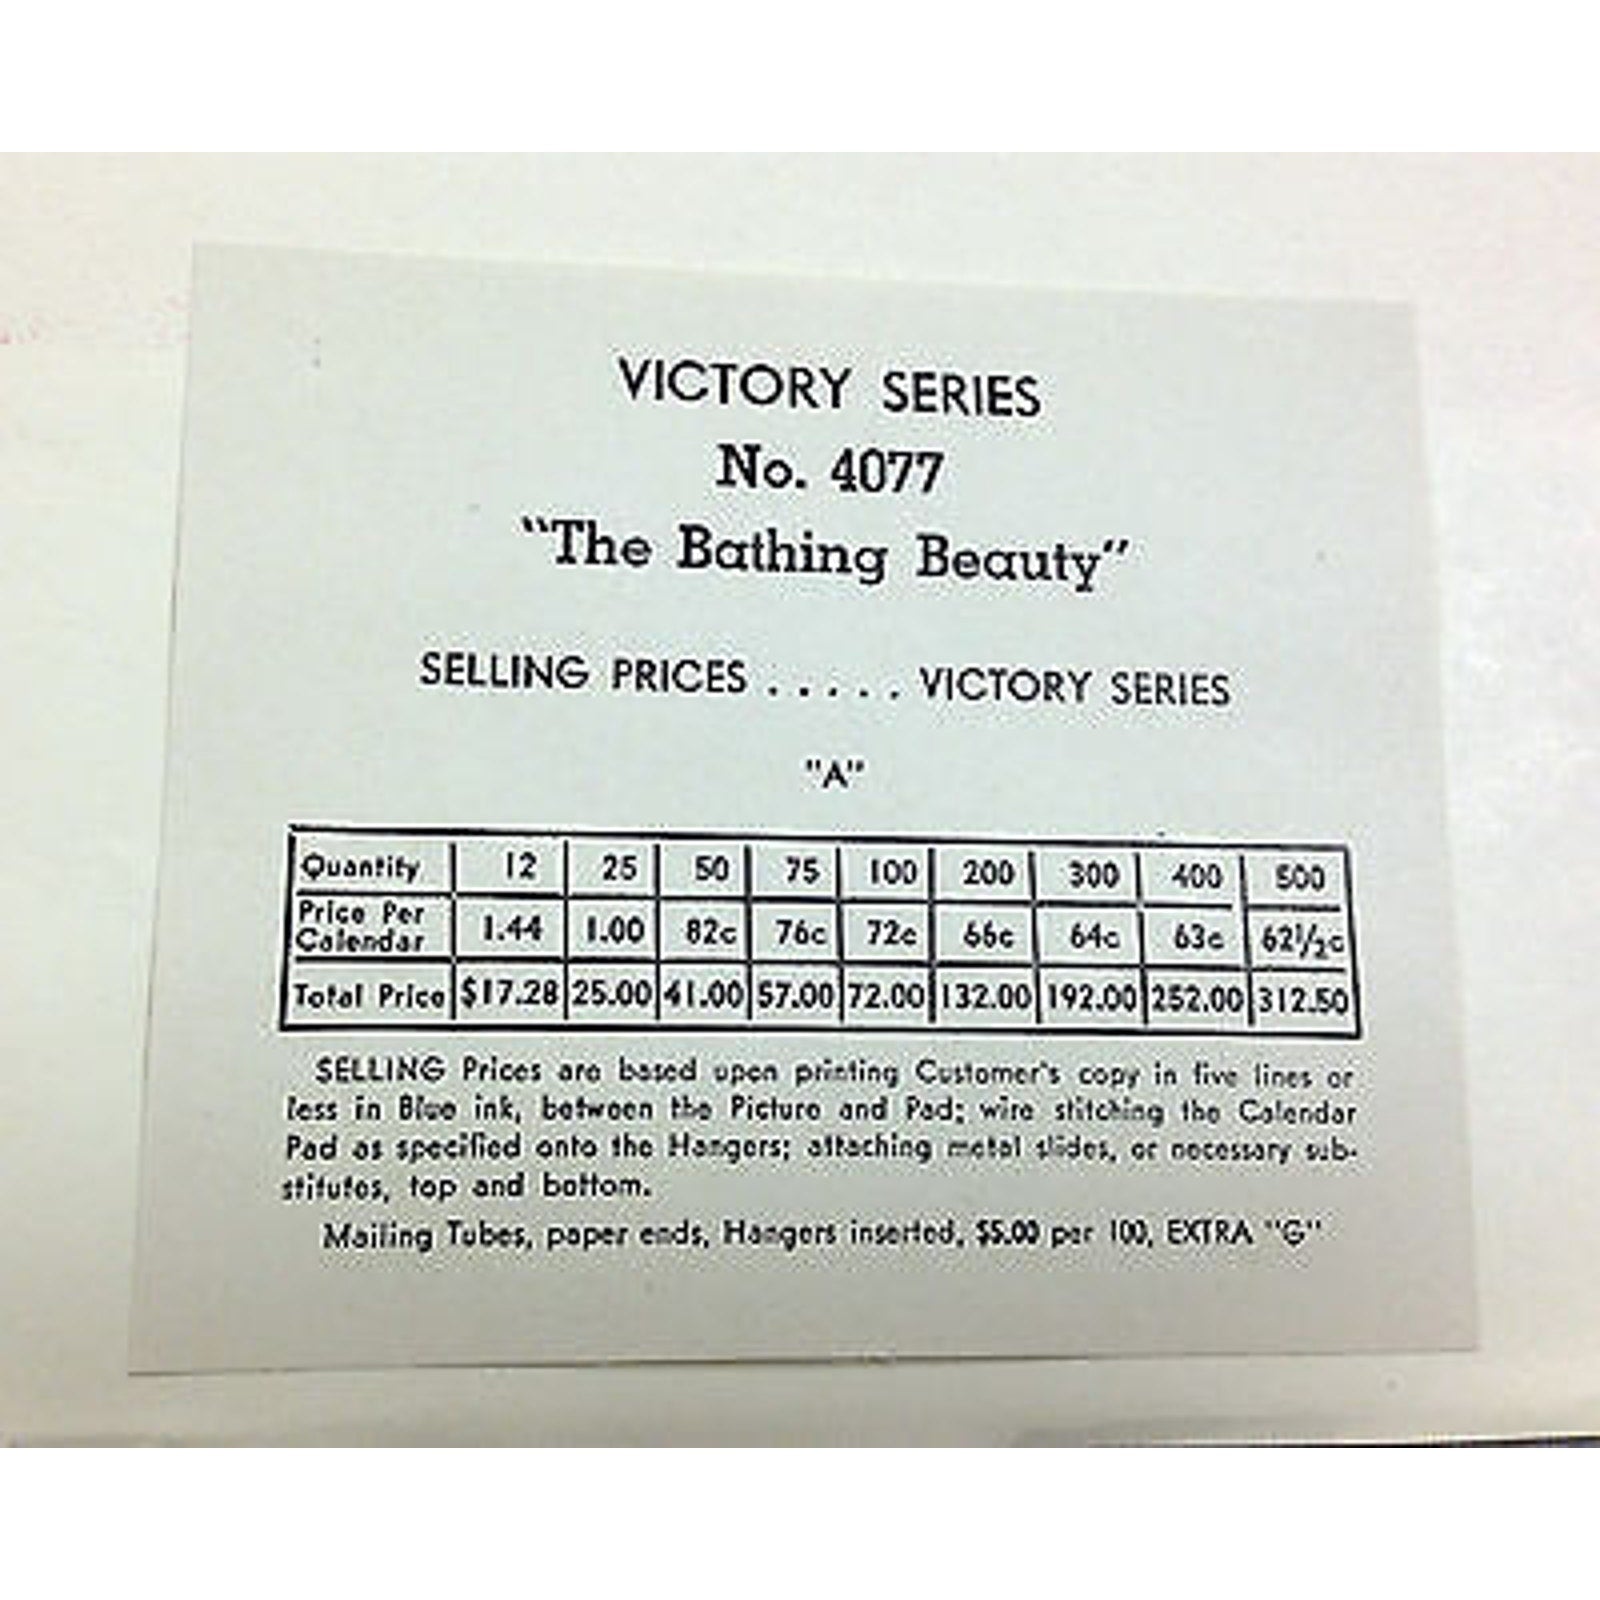 VICTORY SERIES
No. 4077
"The Bathing Beauty"
SELLING PRICES ..... VICTORY SERIES
"A"
Quantity 12 25 50 75 100 200 300 400 500
Price Per Calendar 1.44 1.00 82c 76c 72c 66c 64c 63c 62½c
Total Price $17.28 25.00 41.00 57.00 72.00 132.00 192.00 252.00 312.50
SELLING Prices are based upon printing Customer's copy in five lines or
less in Blue ink, between the Picture and Pad; wire stitching the Calendar
Pad as specified onto the Hangers; attaching metal slides, or necessary sub-
stitutes, top and bottom.
Mailing Tubes, paper ends, Hangers inserted, $5.00 per 100, EXTRA "G"